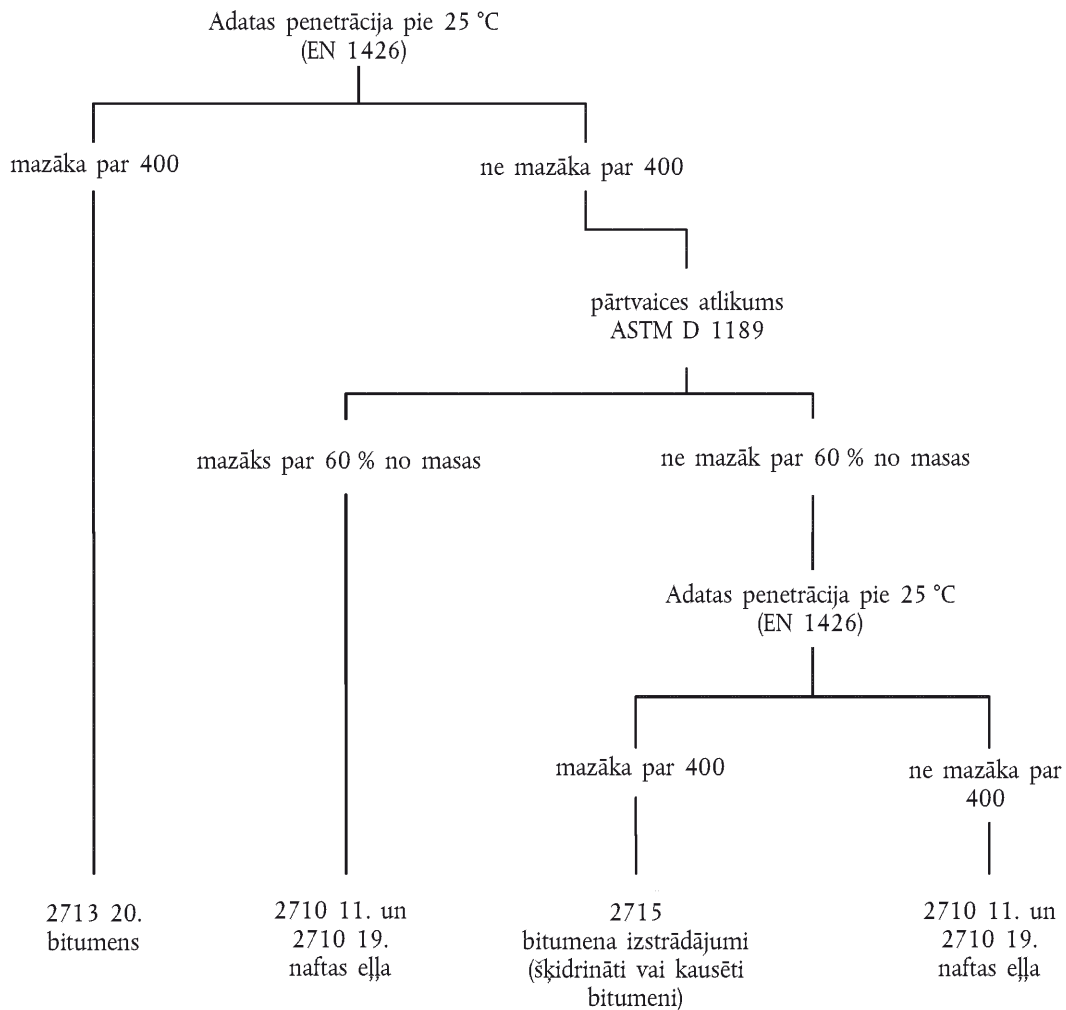 Adatas penetrācija pie 25 °C
(EN 1426)
mazāka par 400
ne mazāka par 400
pārtvaices atlikums
ASTM D 1189
mazāks par 60 % no masas
ne mazāk par 60 % no masas
Adatas penetrācija pie 25 °C
(EN 1426)
mazāka par 400
ne mazāka par
400
2713 20.
bitumens
2710 11. un
2710 19.
naftas eļļa
2715
bitumena izstrādājumi
(šķidrināti vai kausēti
bitumeni)
2710 11. un
2710 19.
naftas eļļa